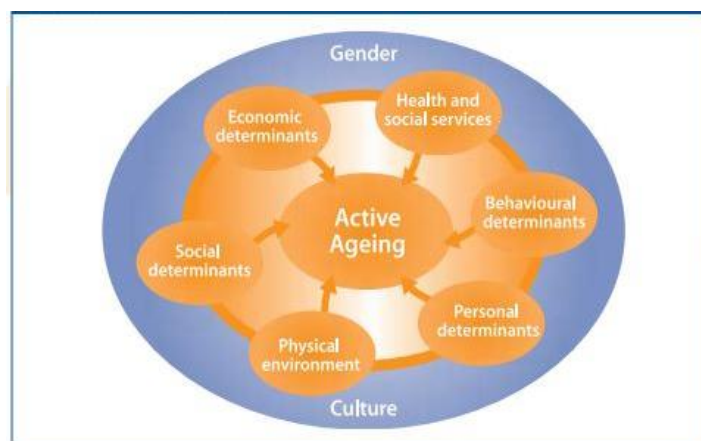 Gender
Economic
determinants
Health and
social services
Active
Ageing
Behavioural
determinants
Social
determinants
Personal
determinants
Physical
environment
Culture